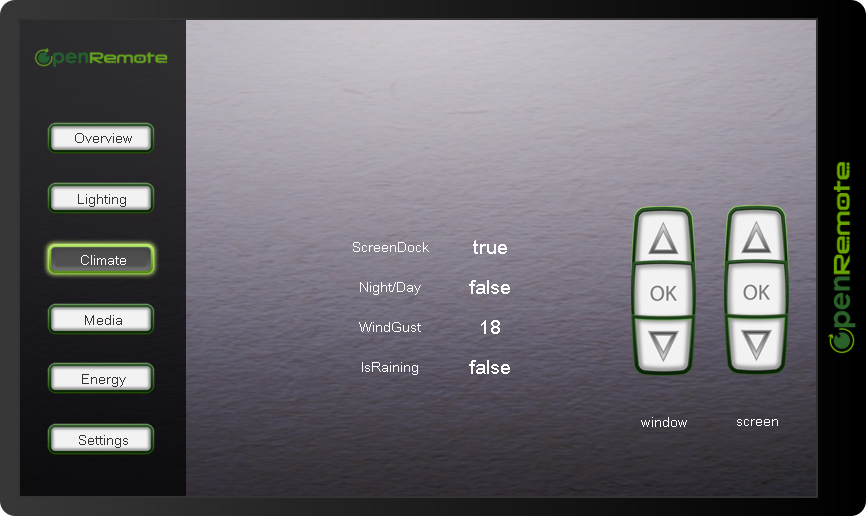 OpenRemote
Overview
Lighting
Climate
Media
Energy
Settings
ScreenDock true
Night/Day false
WindGust 18
IsRaining false
OK
OK
window
screen
OpenRemote